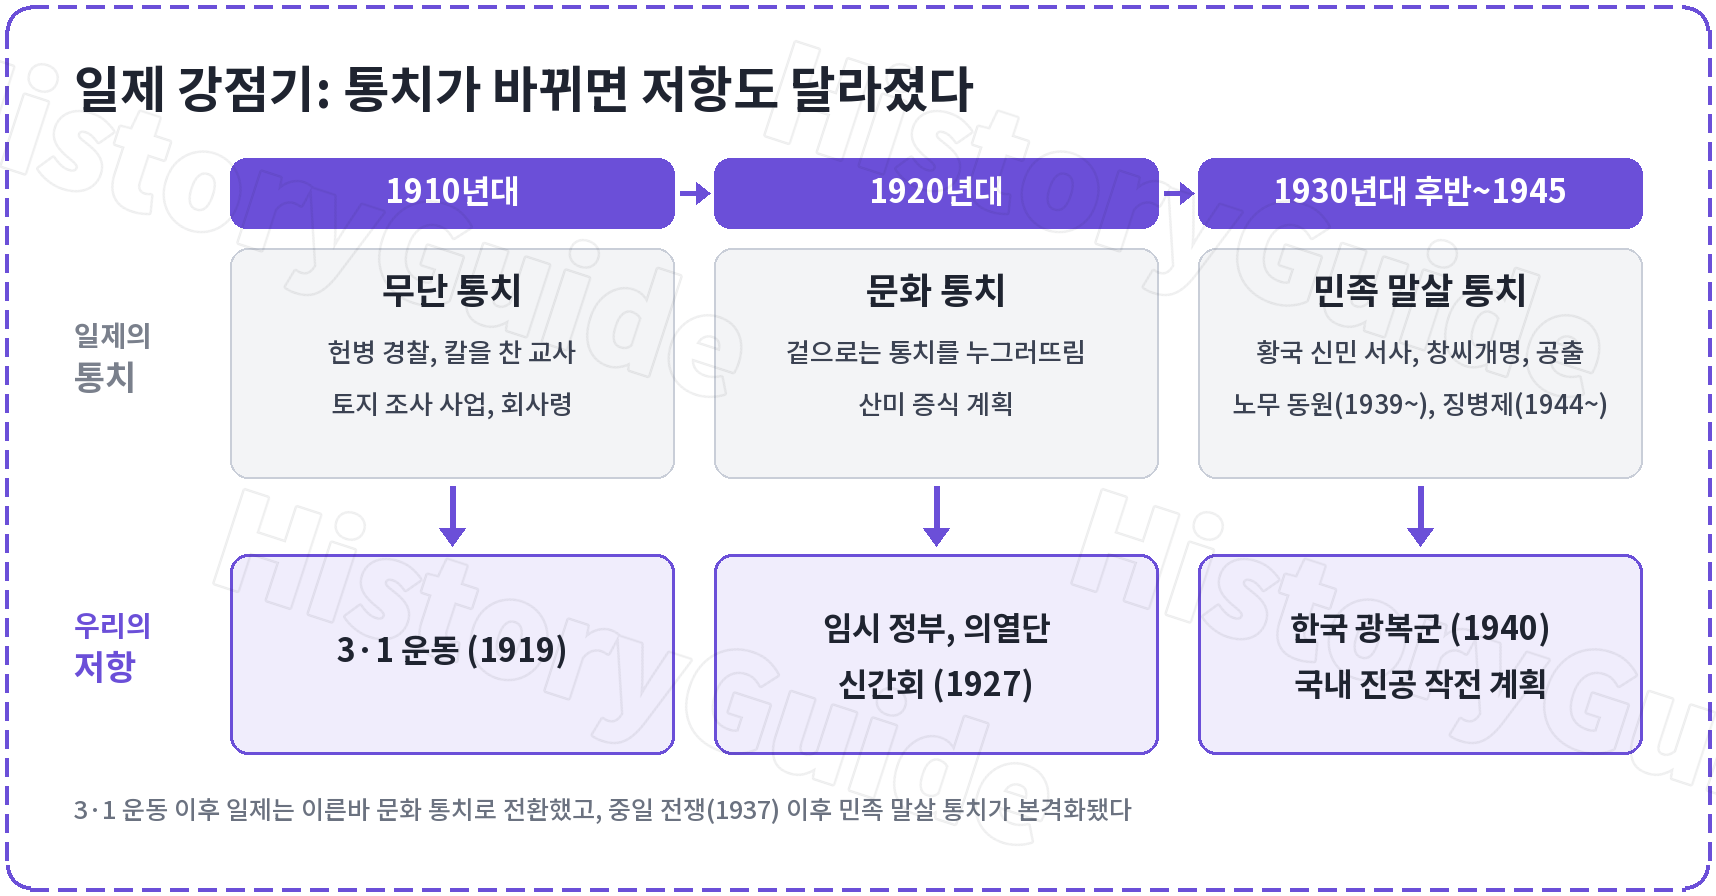 일제 강점기: 통치가 바뀌면 저항도 달라졌다
1910년대
1920년대
1930년대 후반~1945
일제의
통치
무단 통치
헌병 경찰, 칼을 찬 교사
토지 조사 사업, 회사령
문화 통치
겉으로는 통치를 누그러뜨림
산미 증식 계획
민족 말살 통치
황국 신민 서사, 창씨개명, 공출
노무 동원(1939~), 징병제(1944~)
우리의
저항
3·1 운동 (1919)
임시 정부, 의열단
신간회 (1927)
한국 광복군 (1940)
국내 진공 작전 계획
3·1 운동 이후 일제는 이른바 문화 통치로 전환했고, 중일 전쟁(1937) 이후 민족 말살 통치가 본격화됐다
HistoryGuide
HistoryGuide
HistoryGuide
HistoryGuide